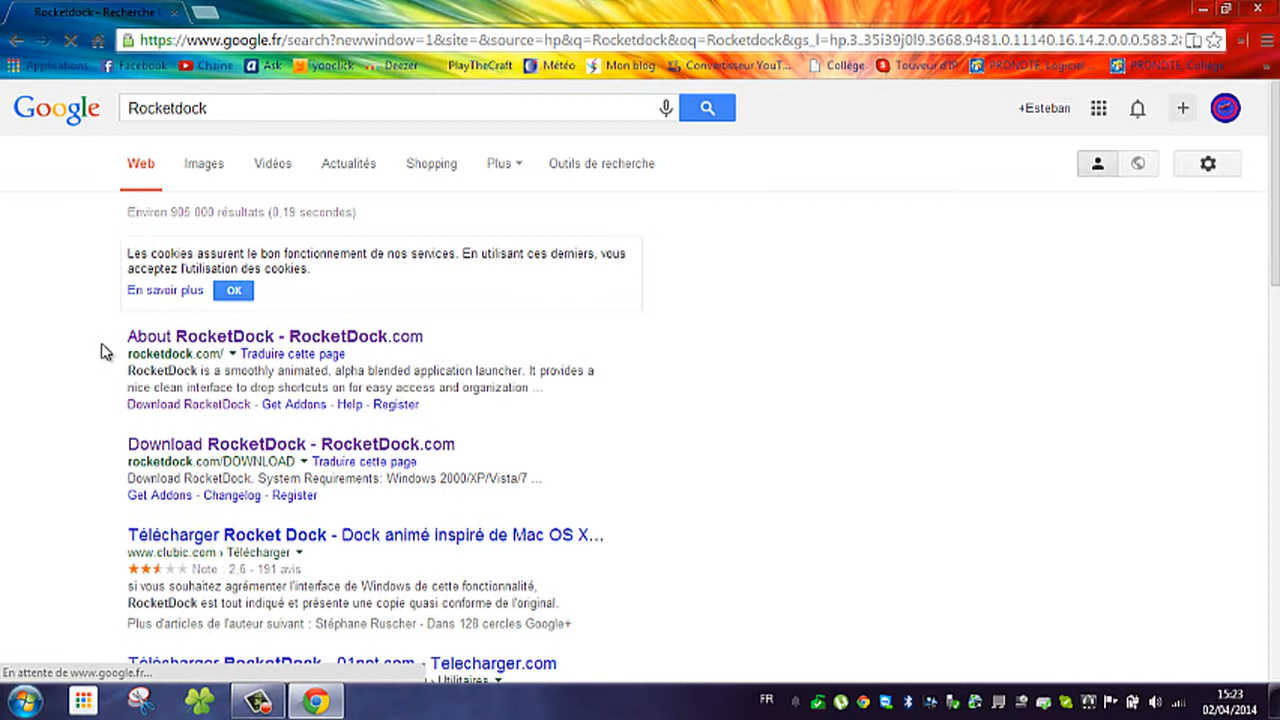 Rocketdock - Recherche
https://www.google.fr/search?newwindow=1&site=&source=hp&q=Rocketdock&oq=Rocketdock&gs_l=hp.3..35i39j0l9.3668.9481.0.11140.16.14.2.0.0.0.583.2
Applications Facebook Chaine Ask lyonclick Deezer PlayTheCraft Météo Mon blog Convertisseur YouT... Collège Touveur d'IP PRONOTE, Logiciel ... PRONOTE, Collège
Google Rocketdock +Esteban
Web Images Vidéos Actualités Shopping Plus Outils de recherche
Environ 905 000 résultats (0,19 secondes)
Les cookies assurent le bon fonctionnement de nos services. En utilisant ces derniers, vous
acceptez l'utilisation des cookies.
En savoir plus OK
About RocketDock - RocketDock.com
rocketdock.com/ Traduire cette page
RocketDock is a smoothly animated, alpha blended application launcher. It provides a
nice clean interface to drop shortcuts on for easy access and organization ...
Download RocketDock - Get Addons - Help - Register
Download RocketDock - RocketDock.com
rocketdock.com/DOWNLOAD Traduire cette page
Download RocketDock. System Requirements: Windows 2000/XP/Vista/7 ...
Get Addons - Changelog - Register
Télécharger Rocket Dock - Dock animé inspiré de Mac OS X...
www.clubic.com › Télécharger
Note : 2,6 - 191 avis
si vous souhaitez agrémenter l'interface de Windows de cette fonctionnalité,
RocketDock est tout indiqué et présente une copie quasi conforme de l'original.
Plus d'articles de l'auteur suivant : Stéphane Ruscher - Dans 128 cercles Google+
Télécharger RocketDock - 01net.com - Telecharger.com
› Utilitaires
En attente de www.google.fr...
FR 15:23
02/04/2014